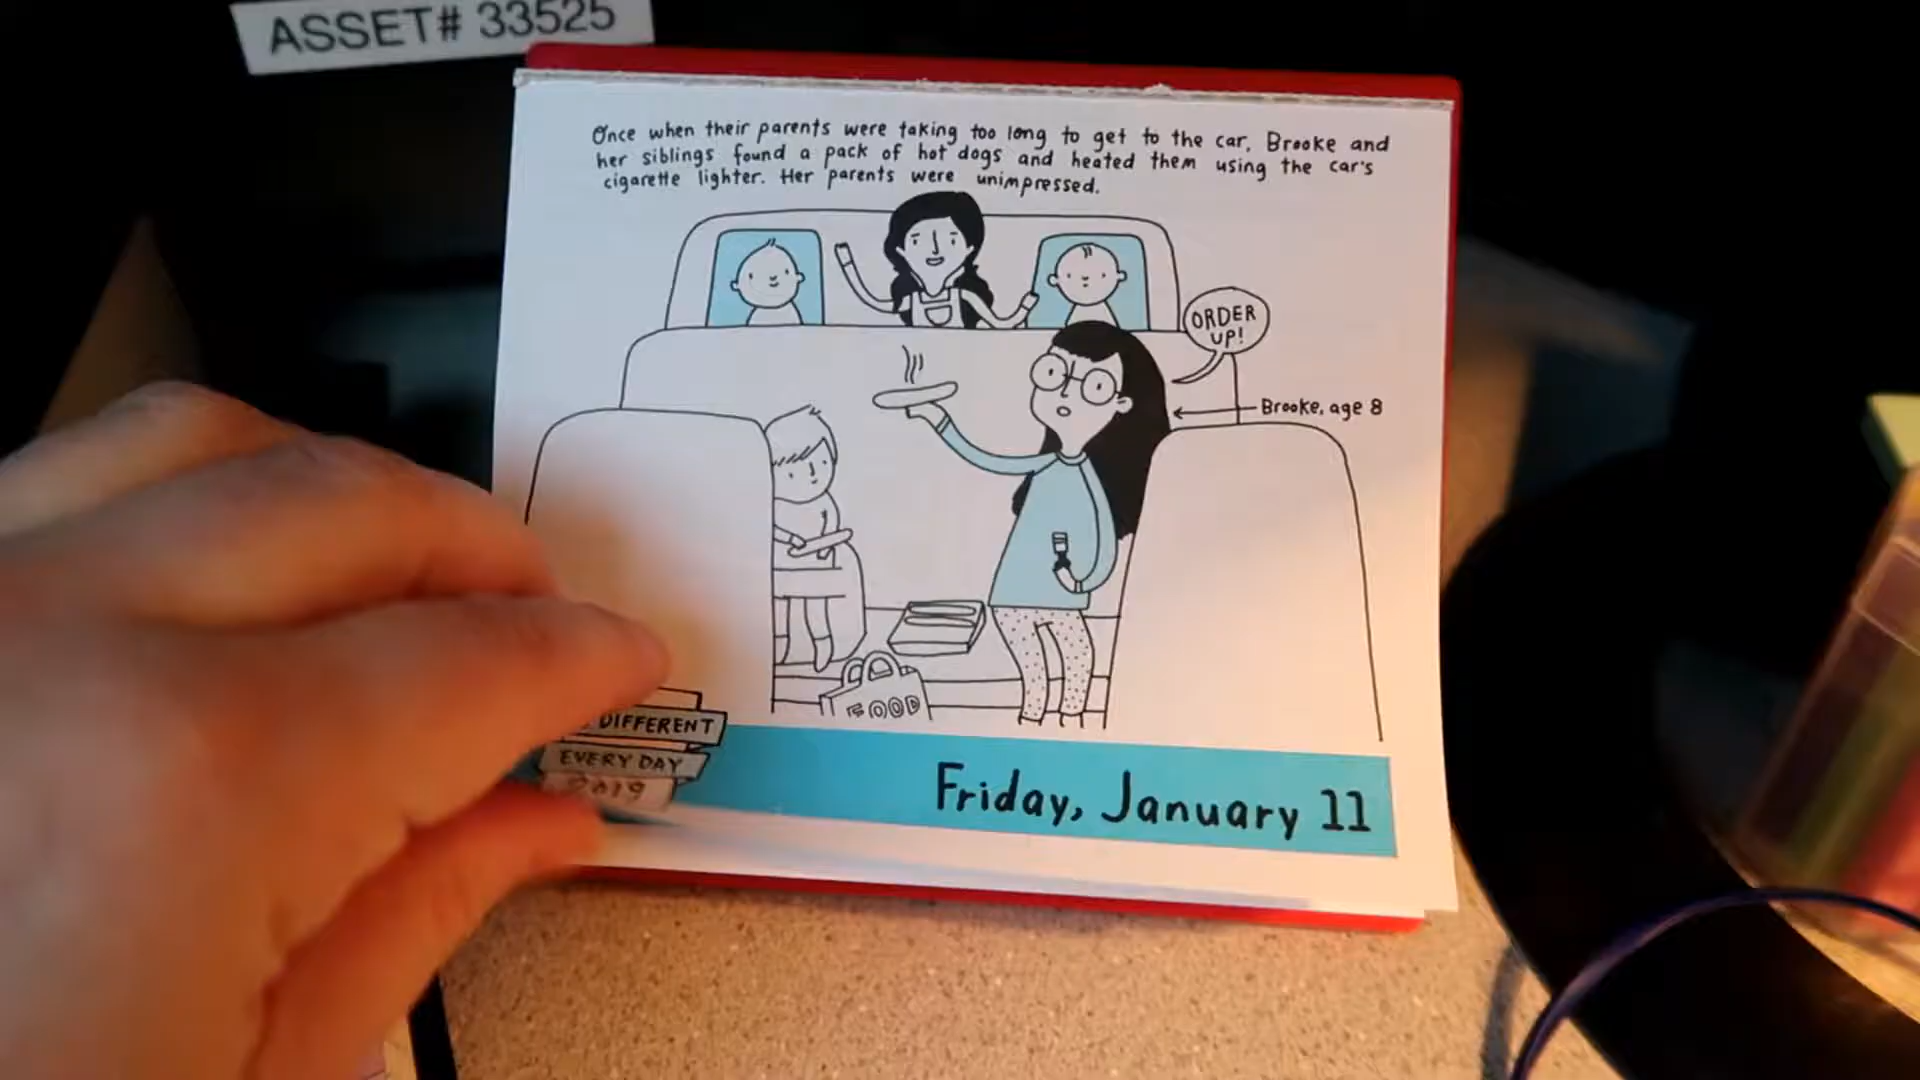 ASSET# 33525
Once when their parents were taking too long to get to the car, Brooke and
her siblings found a pack of hot dogs and heated them using the car's
cigarette lighter. Her parents were unimpressed.
ORDER
UP!
Brooke, age 8
FOOD
DIFFERENT
EVERY DAY
2019
Friday, January 11